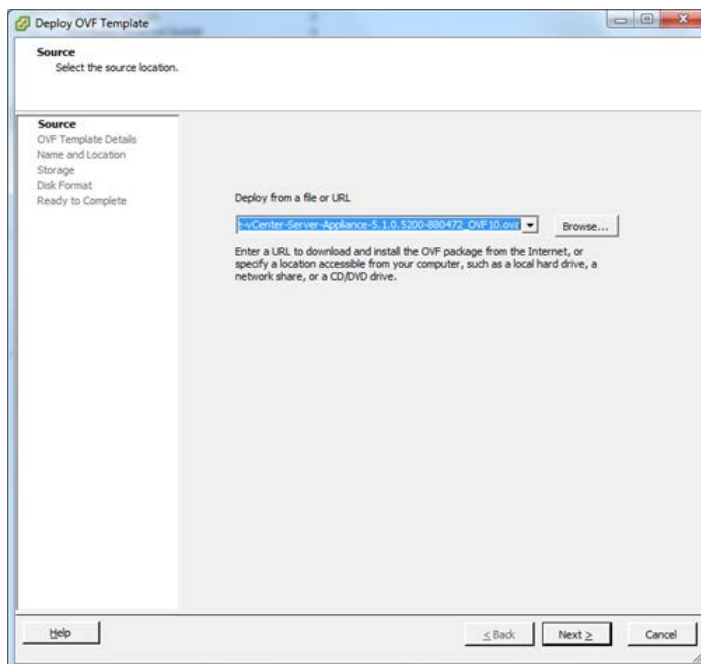 Deploy OVF Template
Source
Select the source location.
Source
OVF Template Details
Name and Location
Storage
Disk Format
Ready to Complete
Deploy from a file or URL
-vCenter-Server-Appliance-5.1.0.5200-880472_OVF10.ova
Browse...
Enter a URL to download and install the OVF package from the Internet, or
specify a location accessible from your computer, such as a local hard drive, a
network share, or a CD/DVD drive.
Help
< Back
Next >
Cancel